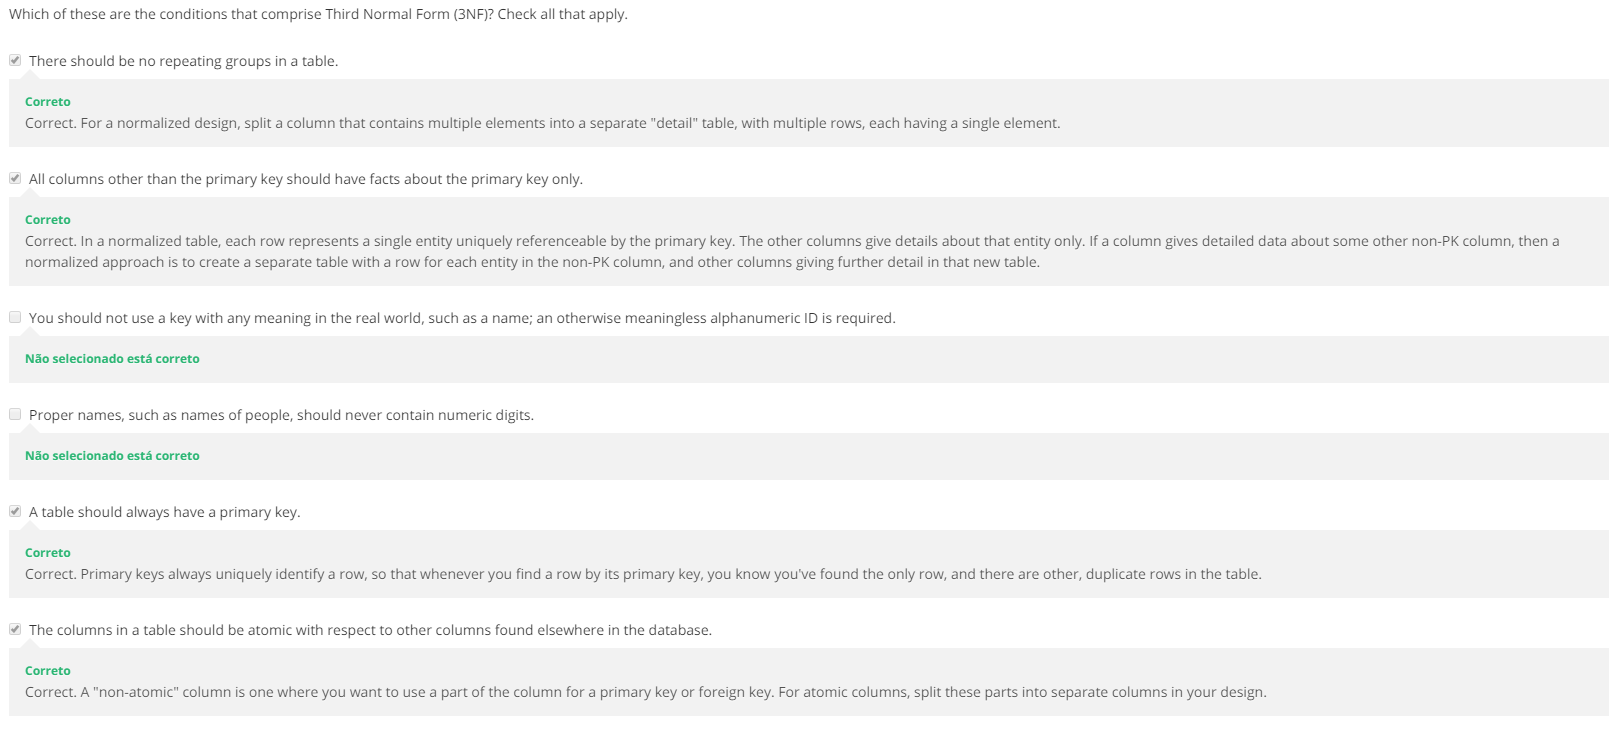 Which of these are the conditions that comprise Third Normal Form (3NF)? Check all that apply.
There should be no repeating groups in a table.
Correto
Correct. For a normalized design, split a column that contains multiple elements into a separate "detail" table, with multiple rows, each having a single element.
All columns other than the primary key should have facts about the primary key only.
Correto
Correct. In a normalized table, each row represents a single entity uniquely referenceable by the primary key. The other columns give details about that entity only. If a column gives detailed data about some other non-PK column, then a
normalized approach is to create a separate table with a row for each entity in the non-PK column, and other columns giving further detail in that new table.
You should not use a key with any meaning in the real world, such as a name; an otherwise meaningless alphanumeric ID is required.
Não selecionado está correto
Proper names, such as names of people, should never contain numeric digits.
Não selecionado está correto
A table should always have a primary key.
Correto
Correct. Primary keys always uniquely identify a row, so that whenever you find a row by its primary key, you know you've found the only row, and there are other, duplicate rows in the table.
The columns in a table should be atomic with respect to other columns found elsewhere in the database.
Correto
Correct. A "non-atomic" column is one where you want to use a part of the column for a primary key or foreign key. For atomic columns, split these parts into separate columns in your design.